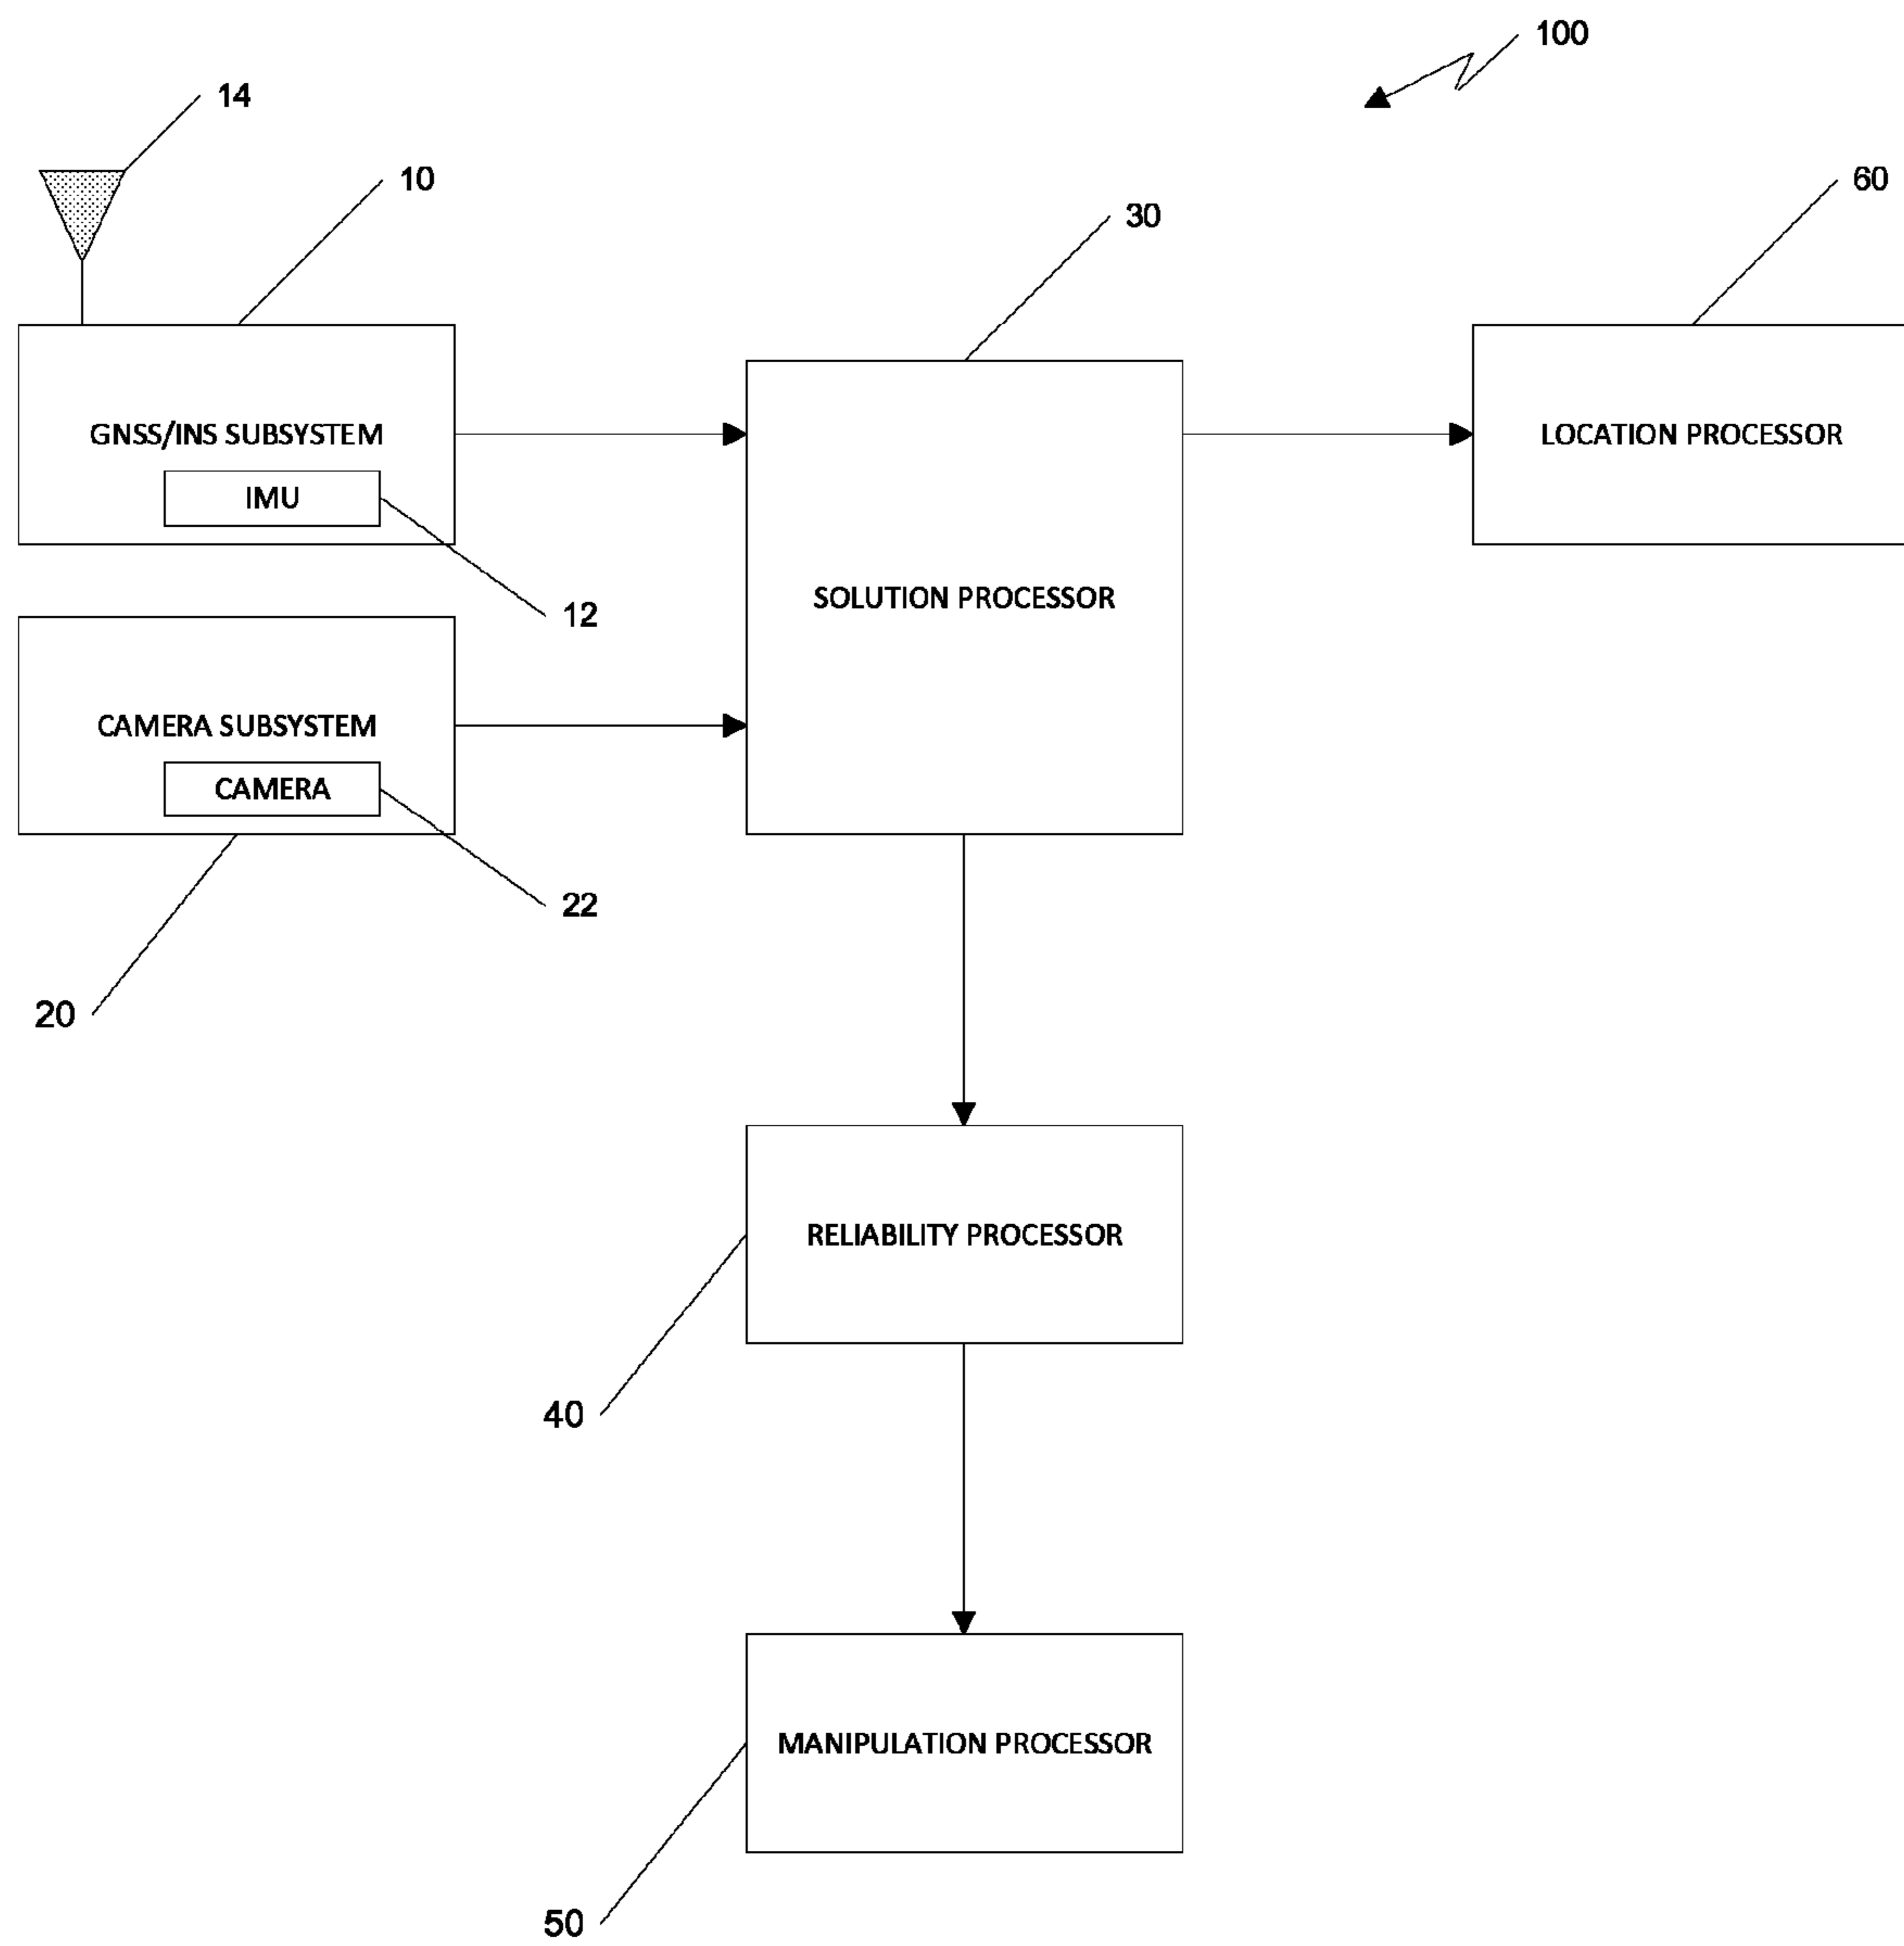 100
14
10
60
30
GNSS/INS SUBSYSTEM
LOCATION PROCESSOR
IMU
SOLUTION PROCESSOR
12
CAMERA SUBSYSTEM
CAMERA
22
20
RELIABILITY PROCESSOR
40
MANIPULATION PROCESSOR
50